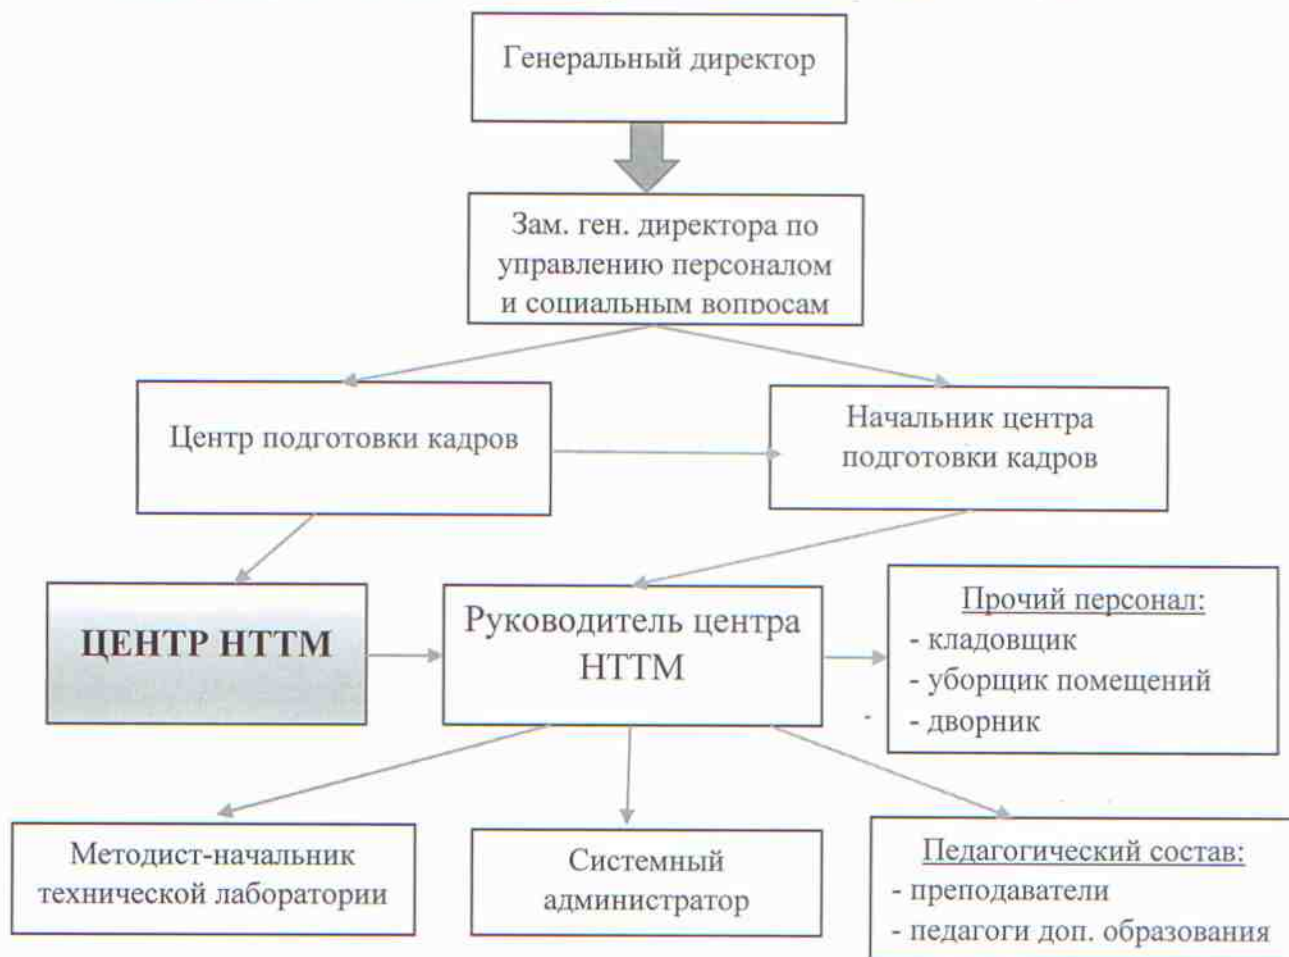 Генеральный директор
Зам. ген. директора по
управлению персоналом
и социальным вопросам
Центр подготовки кадров
Начальник центра
подготовки кадров
ЦЕНТР НТТМ
Руководитель центра
НТТМ
Прочий персонал:
- кладовщик
- уборщик помещений
- дворник
Методист-начальник
технической лаборатории
Системный
администратор
Педагогический состав:
- преподаватели
- педагоги доп. образования